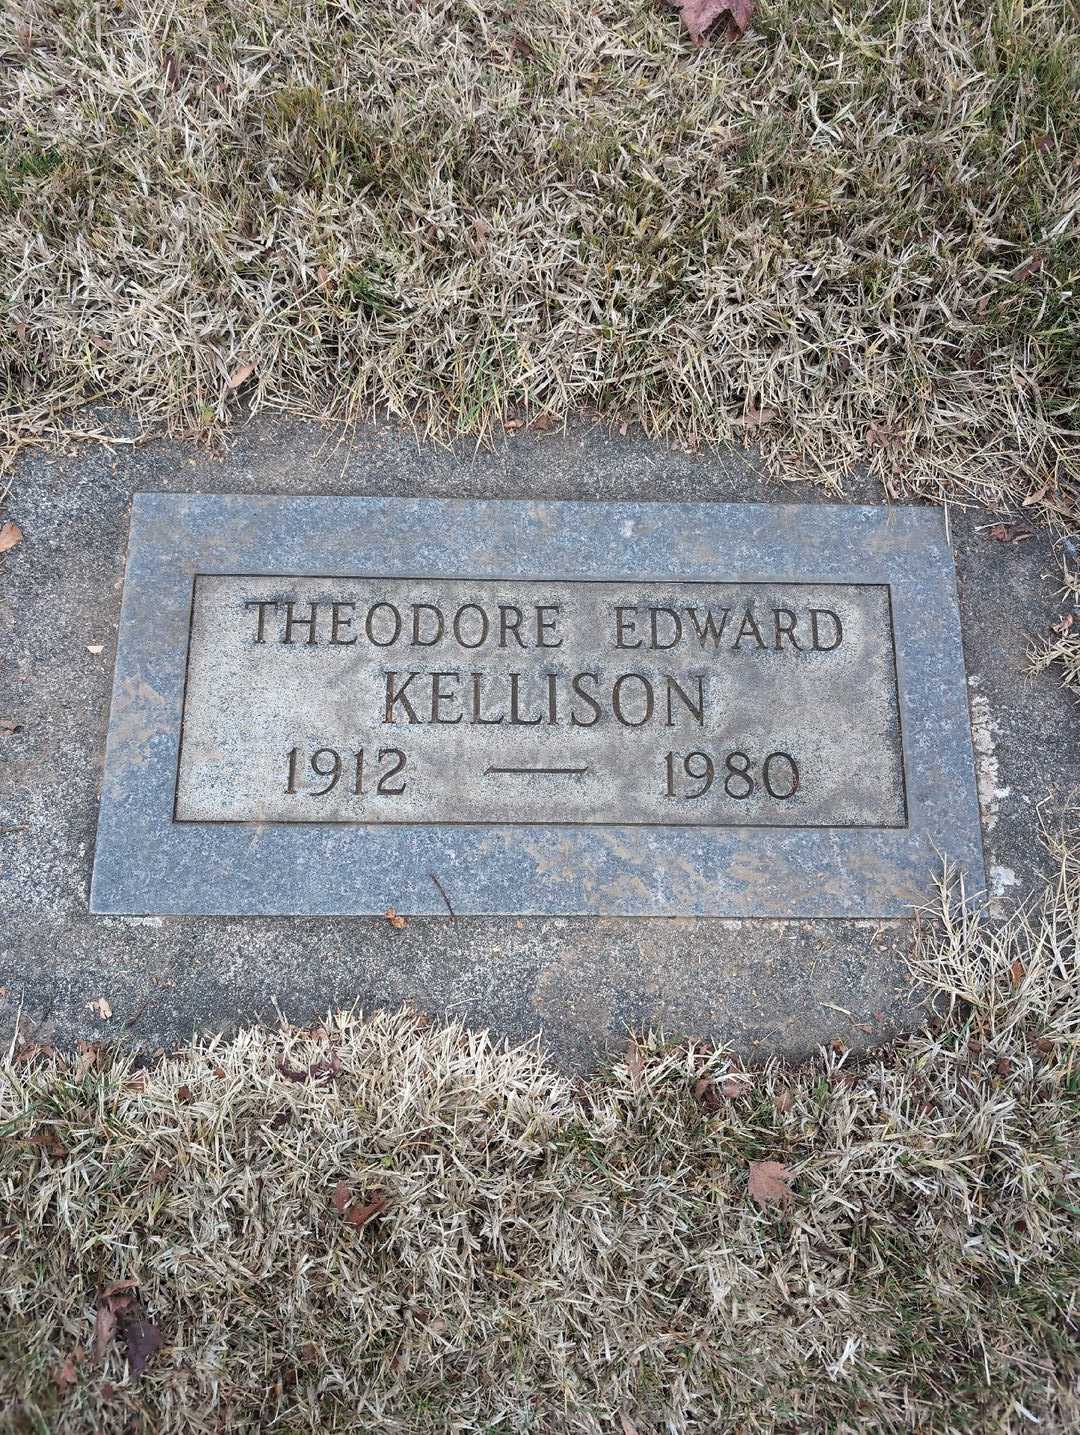 THEODORE EDWARD
KELLISON
1912 — 1980